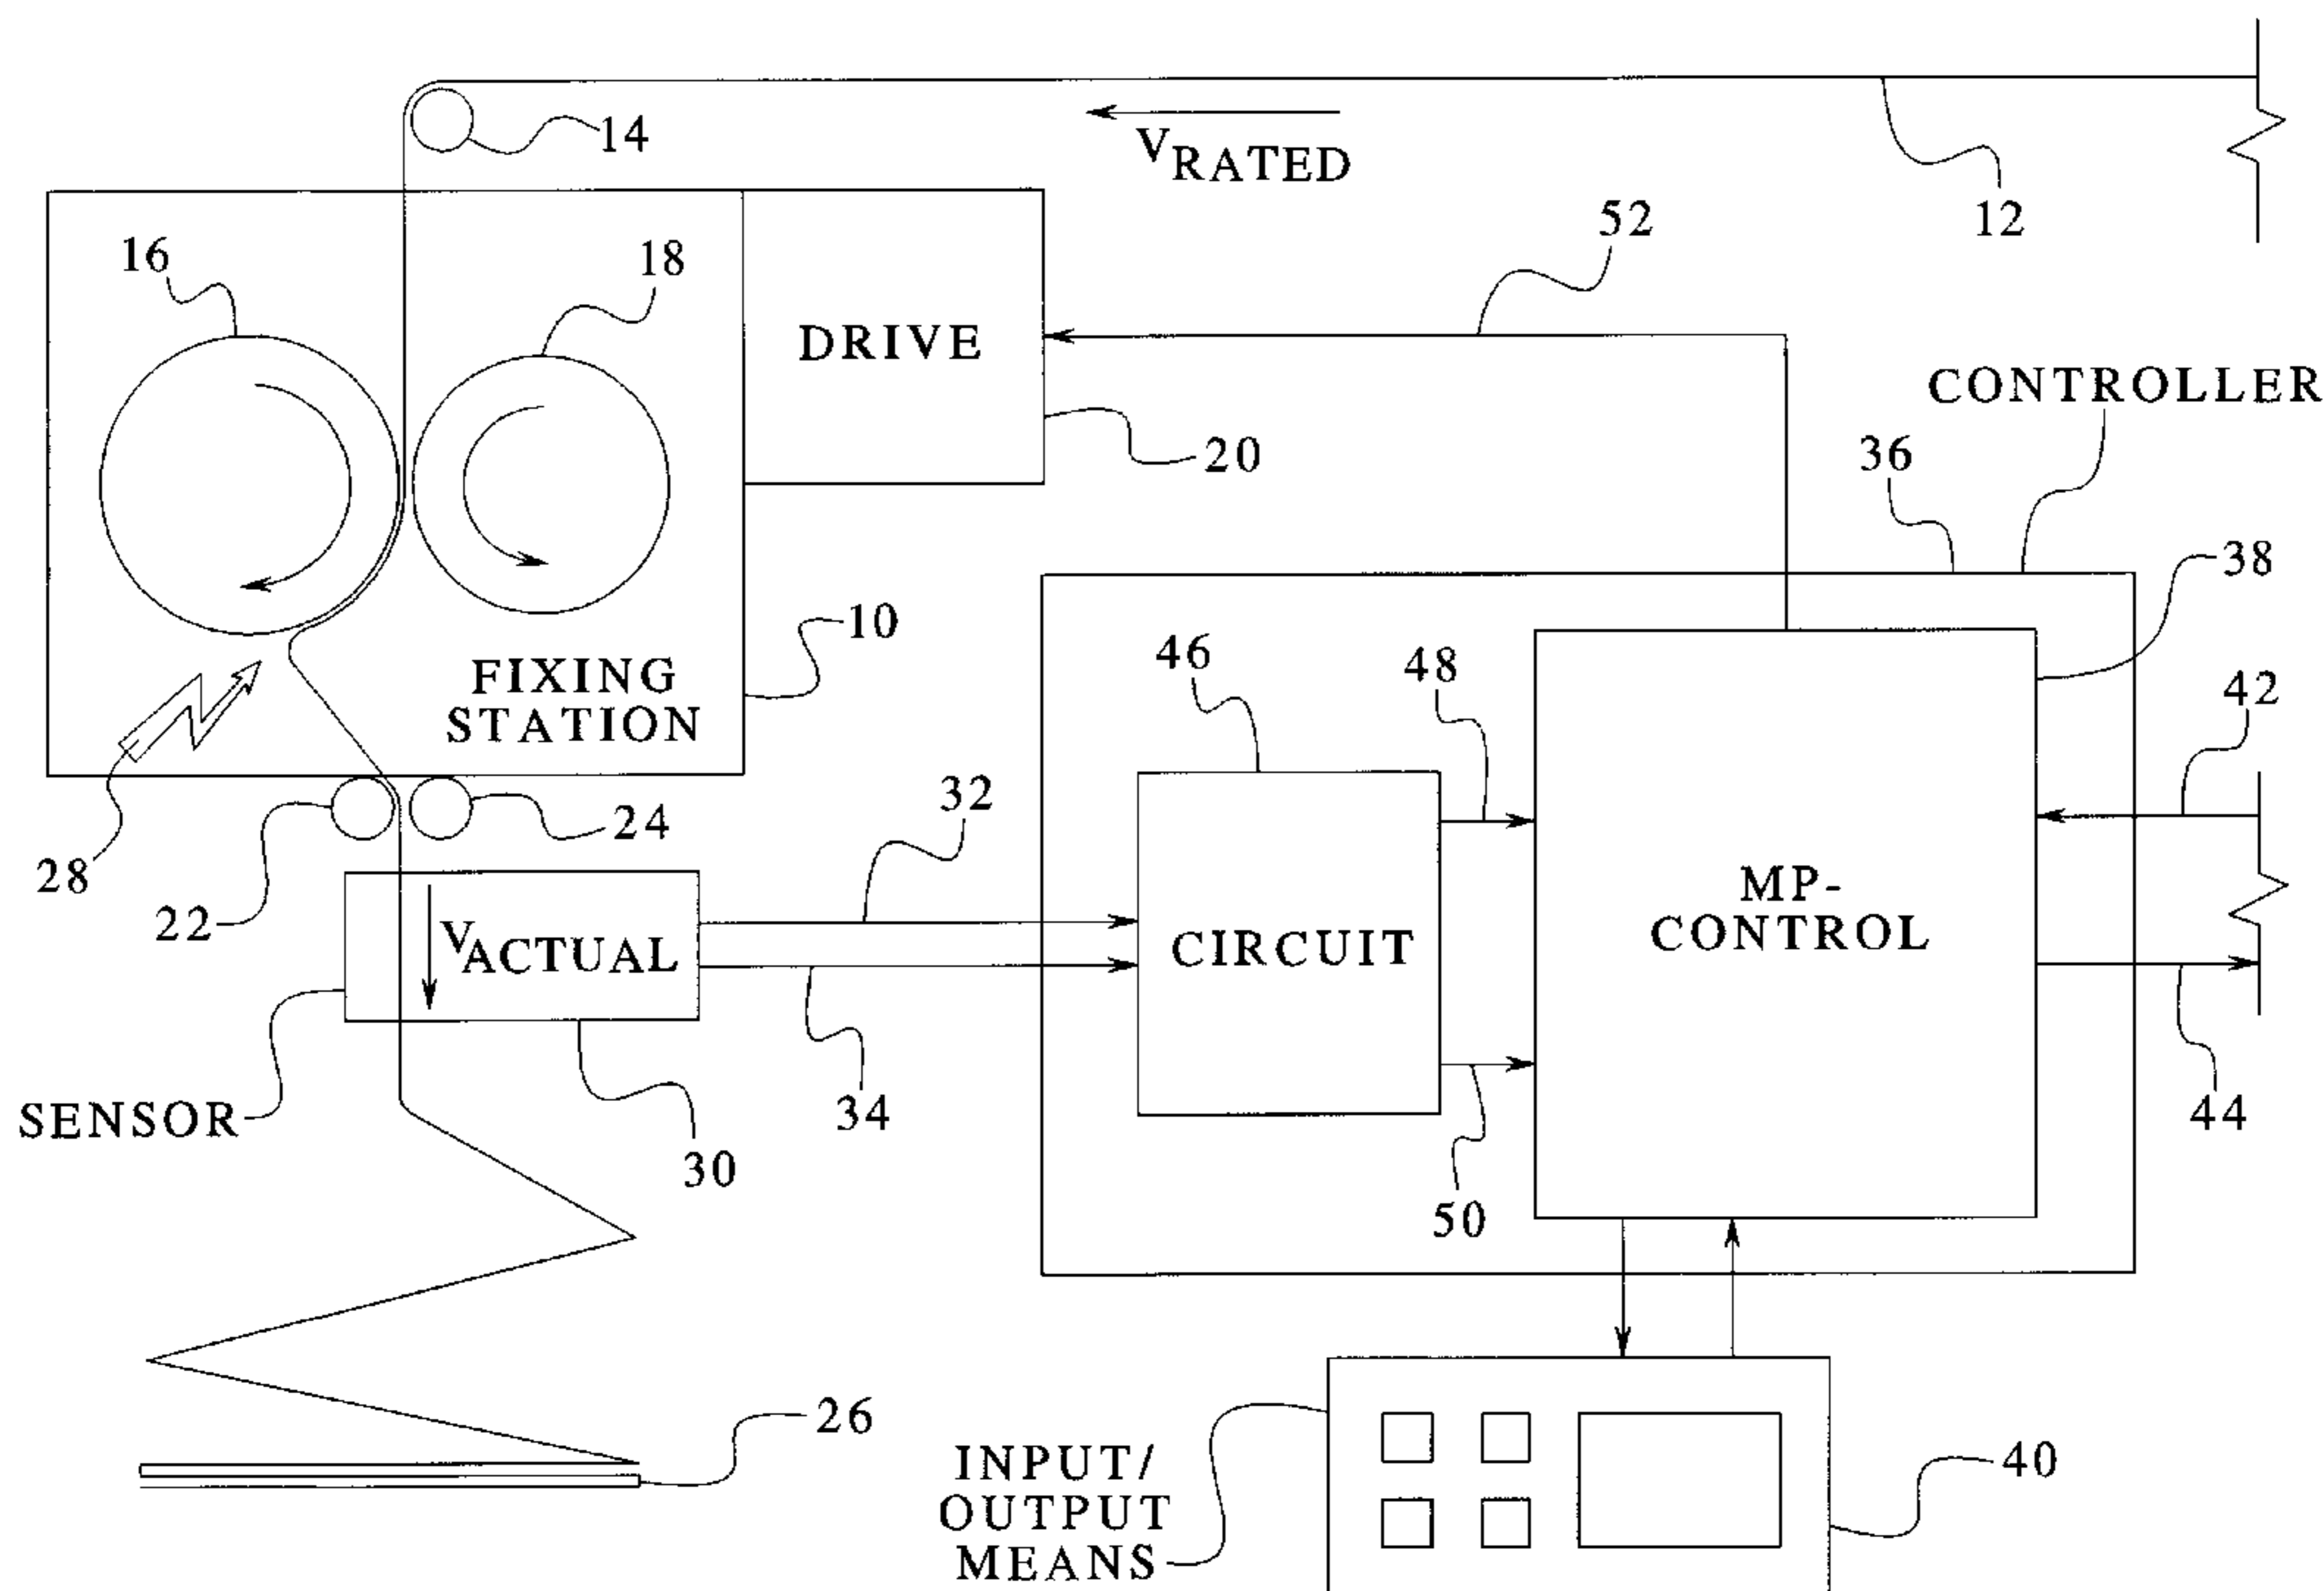 14
VRATED
12
52
16
18
DRIVE
CONTROLLER
20
36
38
10
FIXING
STATION
46
48
42
32
24
28
22
MP-
CONTROL
VACTUAL
CIRCUIT
SENSOR
34
44
30
50
26
INPUT/
OUTPUT
MEANS
40